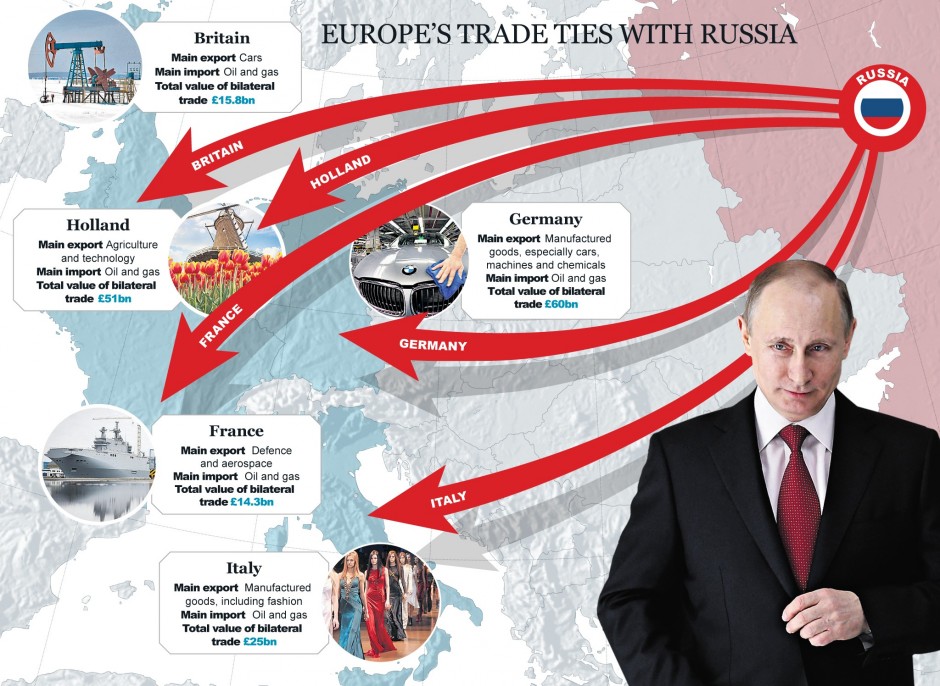 EUROPE'S TRADE TIES WITH RUSSIA
RUSSIA
Britain
Main export Cars
Main import Oil and gas
Total value of bilateral
trade £15.8bn
BRITAIN
HOLLAND
Holland
Main export Agriculture
and technology
Main import Oil and gas
Total value of bilateral
trade £51bn
Germany
Main export Manufactured
goods, especially cars,
machines and chemicals
Main import Oil and gas
Total value of bilateral
trade £60bn
FRANCE
GERMANY
France
Main export Defence
and aerospace
Main import Oil and gas
Total value of bilateral
trade £14.3bn
ITALY
Italy
Main export Manufactured
goods, including fashion
Main import Oil and gas
Total value of bilateral
trade £25bn